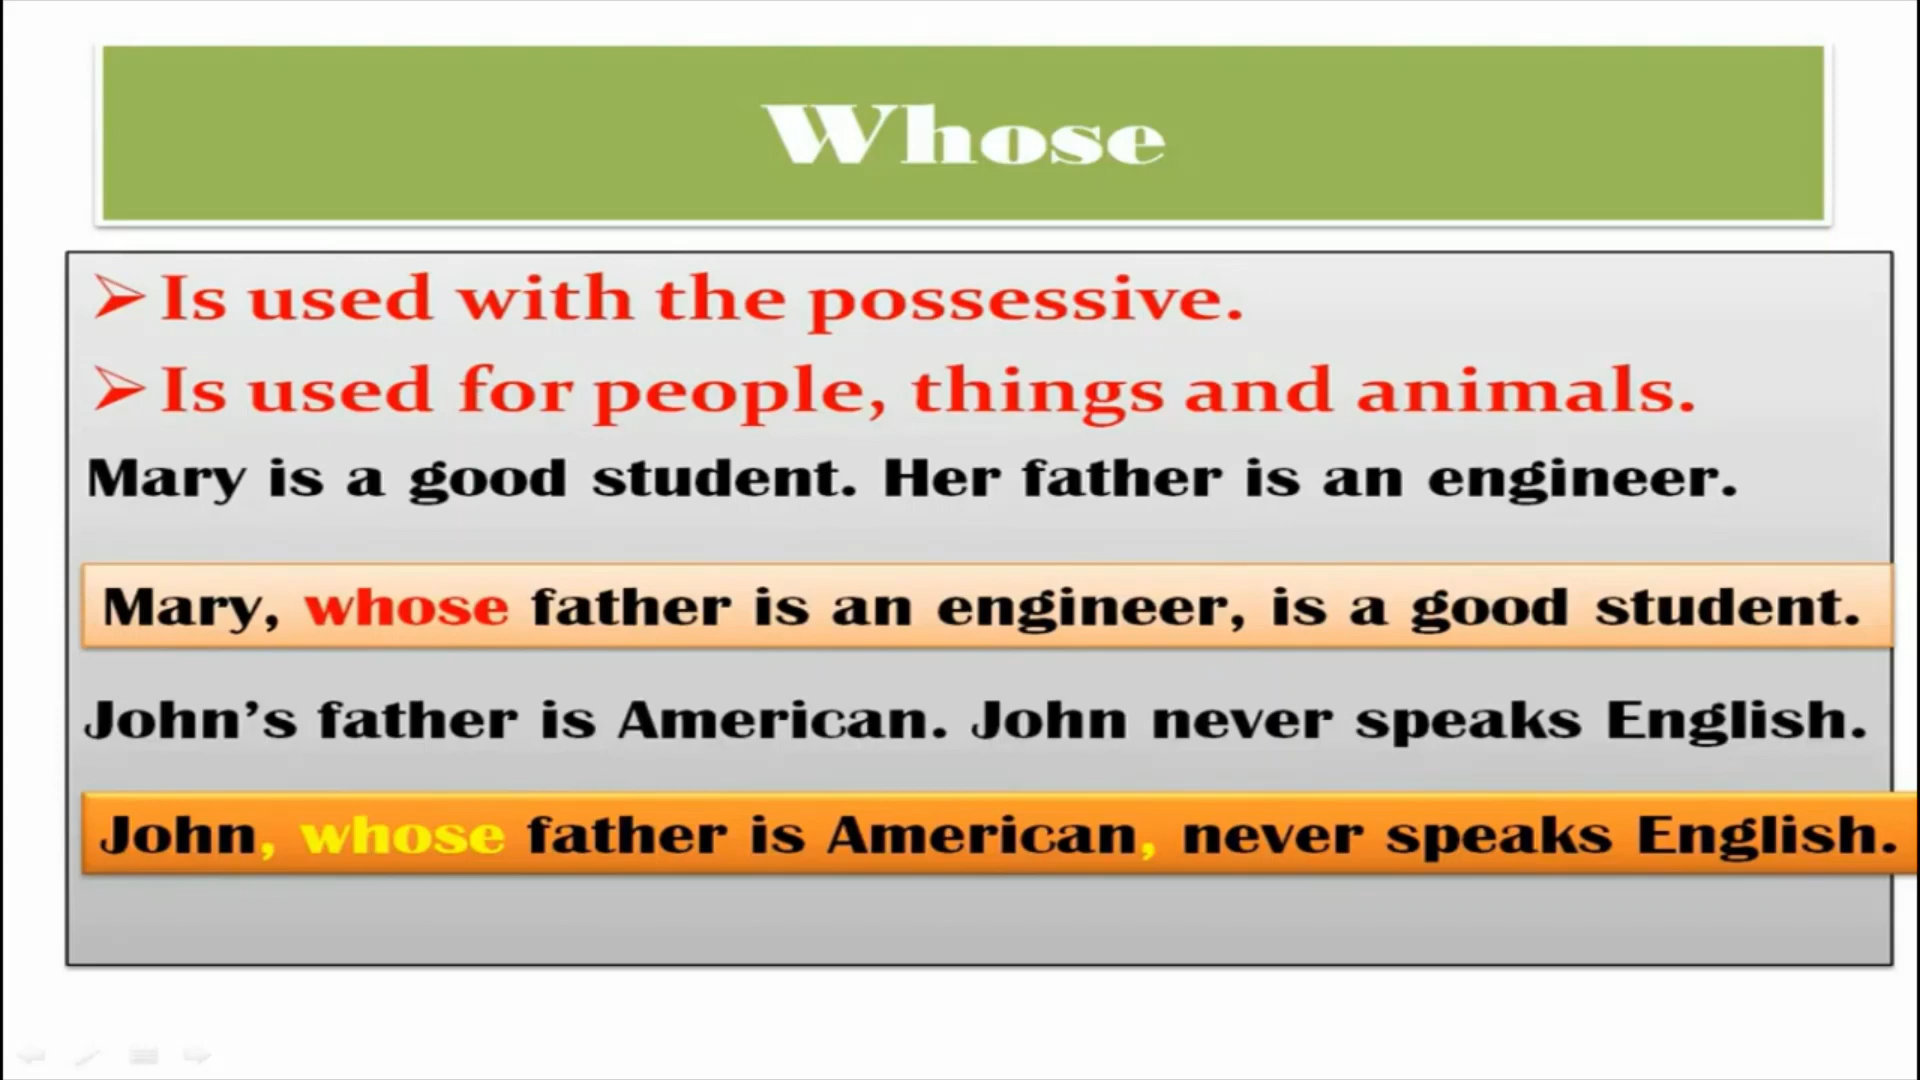 Whose
Is used with the possessive.
Is used for people, things and animals.
Mary is a good student. Her father is an engineer.
Mary, whose father is an engineer, is a good student.
John’s father is American. John never speaks English.
John, whose father is American, never speaks English.